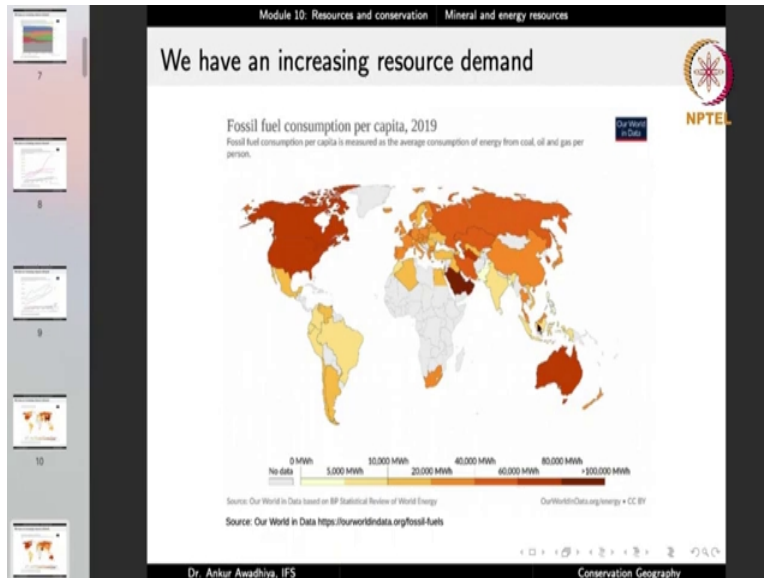 Module 10: Resources and conservation Mineral and energy resources
We have an increasing resource demand
NPTEL
Fossil fuel consumption per capita, 2019
Our World
in Data
Fossil fuel consumption per capita is measured as the average consumption of energy from coal, oil and gas per
person.
0 MWh 10,000 MWh 40,000 MWh 80,000 MWh
No data 5,000 MWh 20,000 MWh 60,000 MWh >100,000 MWh
Source: Our World in Data based on BP Statistical Review of World Energy OurWorldInData.org/energy • CC BY
Source: Our World in Data https://ourworldindata.org/fossil-fuels
Dr. Ankur Awadhiya, IFS Conservation Geography
7
8
9
10